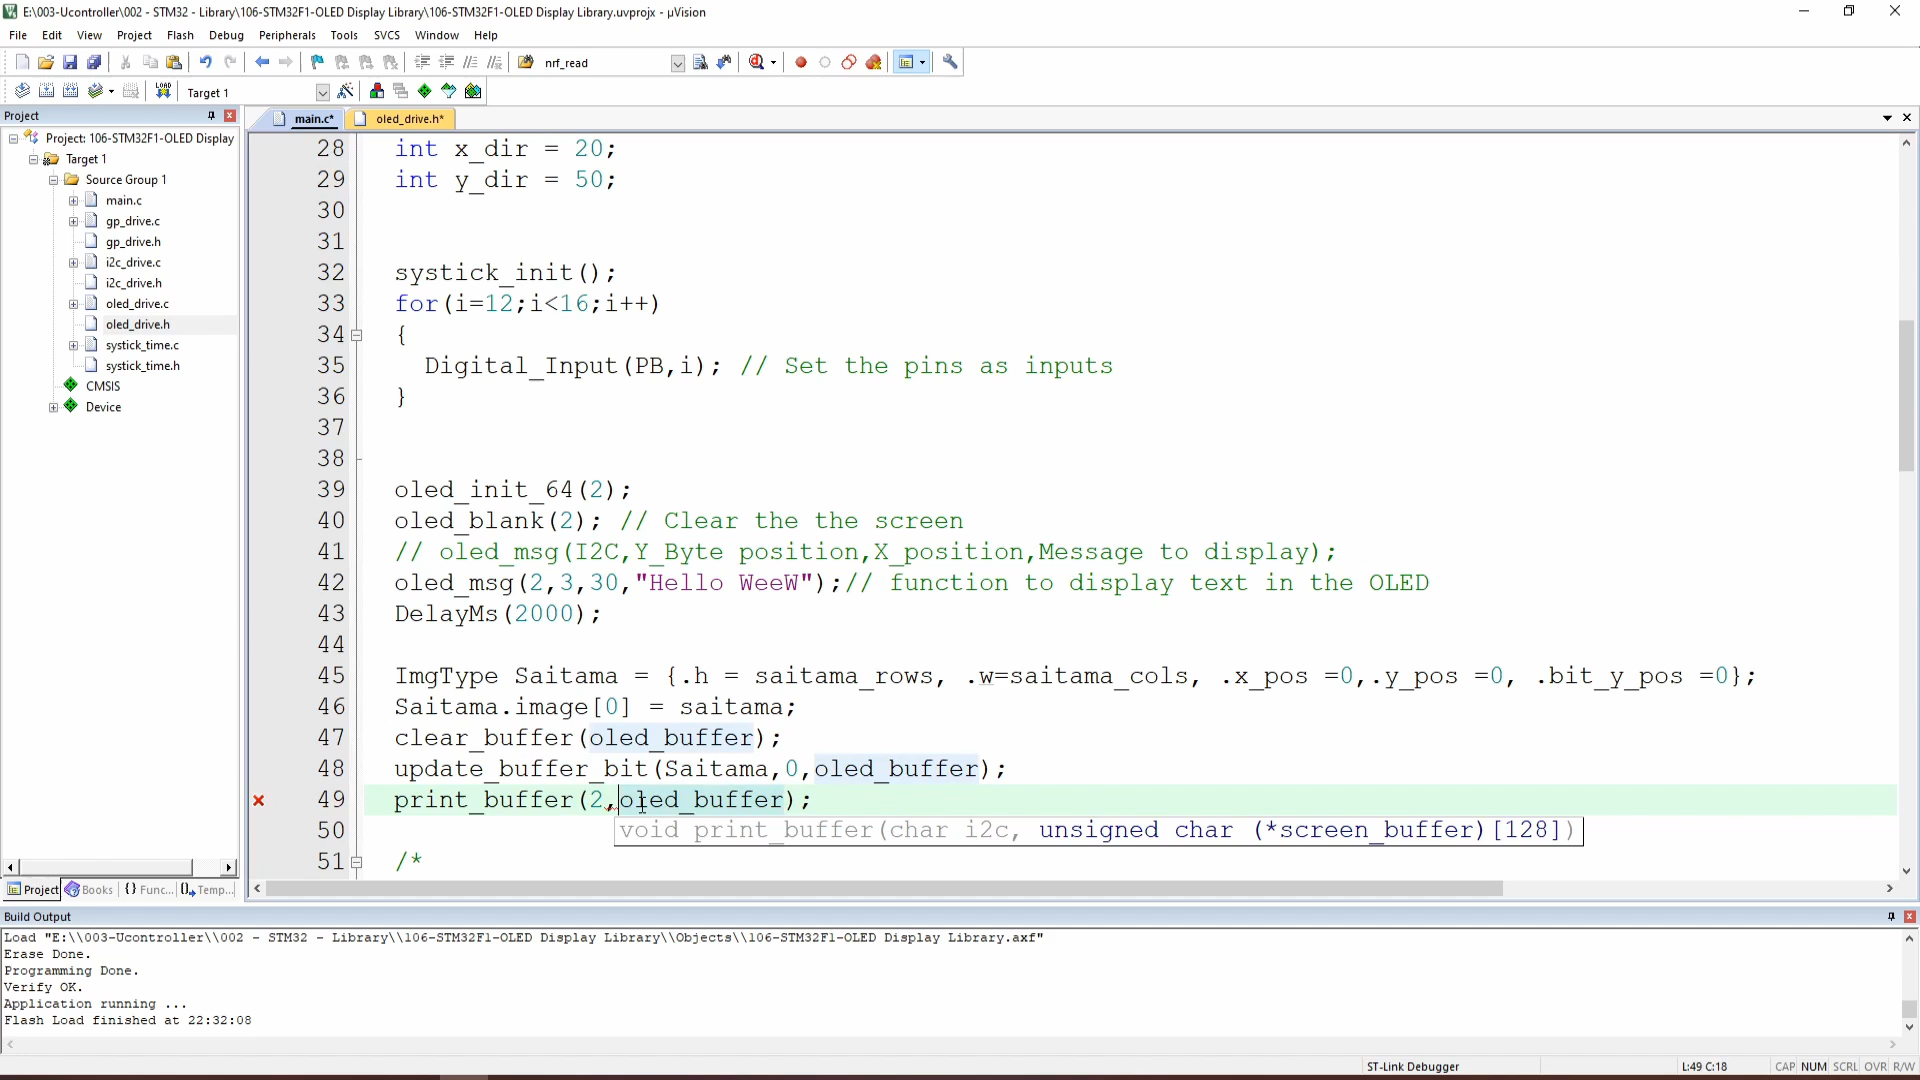 E:\003-Ucontroller\002 - STM32 - Library\106-STM32F1-OLED Display Library\106-STM32F1-OLED Display Library.uvprojx - µVision
File Edit View Project Flash Debug Peripherals Tools SVCS Window Help
nrf_read
LOAD Target 1
Project
main.c* oled_drive.h*
Project: 106-STM32F1-OLED Display
Target 1
Source Group 1
main.c
gp_drive.c
gp_drive.h
i2c_drive.c
i2c_drive.h
oled_drive.c
oled_drive.h
systick_time.c
systick_time.h
CMSIS
Device
28 int x_dir = 20;
29 int y_dir = 50;
30
31
32 systick_init();
33 for(i=12;i<16;i++)
34 {
35 Digital_Input(PB,i); // Set the pins as inputs
36 }
37
38
39 oled_init_64(2);
40 oled_blank(2); // Clear the the screen
41 // oled_msg(I2C,Y_Byte position,X_position,Message to display);
42 oled_msg(2,3,30,"Hello WeeW");// function to display text in the OLED
43 DelayMs(2000);
44
45 ImgType Saitama = {.h = saitama_rows, .w=saitama_cols, .x_pos =0,.y_pos =0, .bit_y_pos =0};
46 Saitama.image[0] = saitama;
47 clear_buffer(oled_buffer);
48 update_buffer_bit(Saitama,0,oled_buffer);
49 print_buffer(2,oled_buffer);
50 void print_buffer(char i2c, unsigned char (*screen_buffer)[128])
51 /*
Project Books {} Func... Temp...
Build Output
Load "E:\\003-Ucontroller\\002 - STM32 - Library\\106-STM32F1-OLED Display Library\\Objects\\106-STM32F1-OLED Display Library.axf"
Erase Done.
Programming Done.
Verify OK.
Application running ...
Flash Load finished at 22:32:08
ST-Link Debugger L:49 C:18 CAP NUM SCRL OVR R/W